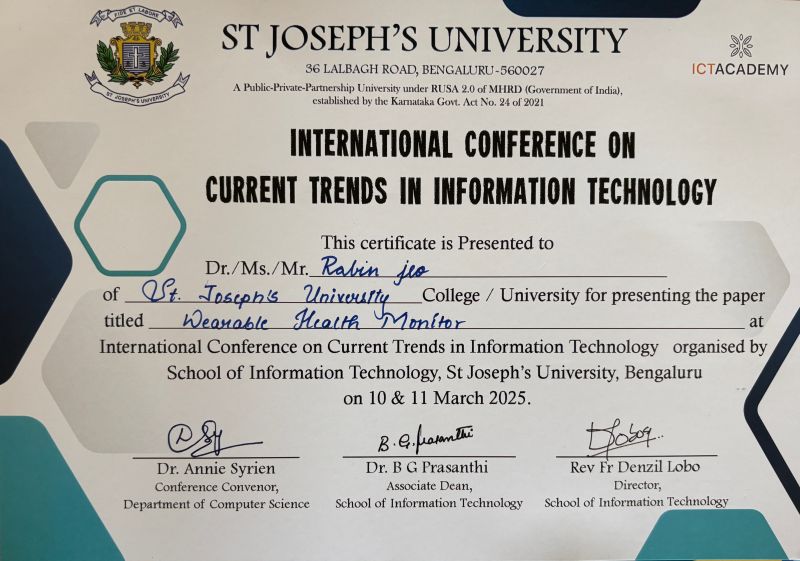 FIDE ET LABORE
ST JOSEPH'S UNIVERSITY
ST JOSEPH'S UNIVERSITY
36 LALBAGH ROAD, BENGALURU-560027
A Public-Private-Partnership University under RUSA 2.0 of MHRD (Government of India),
established by the Karnataka Govt. Act No. 24 of 2021
ICTACADEMY
INTERNATIONAL CONFERENCE ON
CURRENT TRENDS IN INFORMATION TECHNOLOGY
This certificate is Presented to
Dr./Ms./Mr. Rabin jeo
of St. Joseph's University College / University for presenting the paper
titled Wearable Health Monitor at
International Conference on Current Trends in Information Technology organised by
School of Information Technology, St Joseph's University, Bengaluru
on 10 & 11 March 2025.
B.G.Prasanthi
Dr. Annie Syrien Dr. B G Prasanthi Rev Fr Denzil Lobo
Conference Convenor, Associate Dean, Director,
Department of Computer Science School of Information Technology School of Information Technology